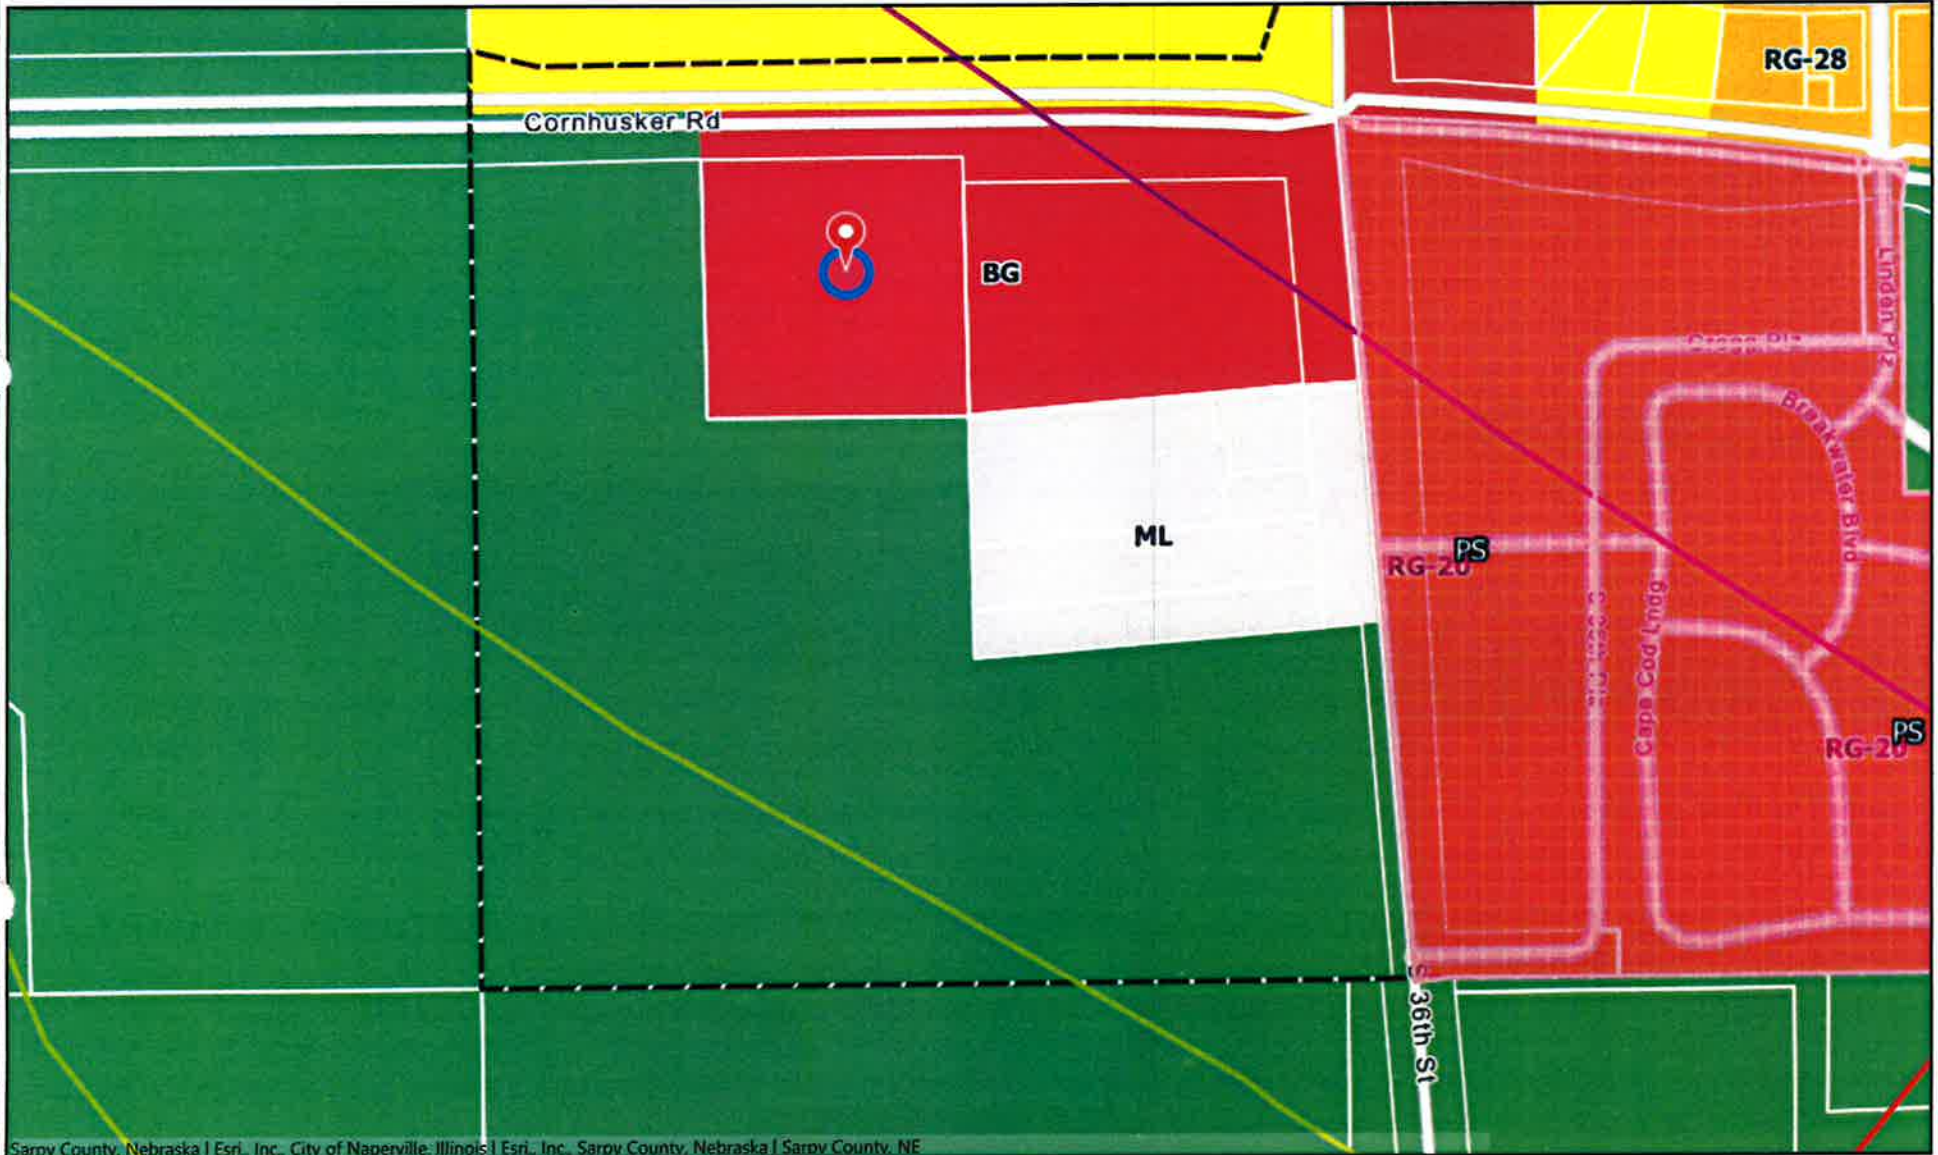 RG-28
Cornhusker Rd
BG
Linden Plz
Breakwater Blvd
ML
PS
RG-20
Cape Cod Lndg
PS
RG-20
S 36th St
Sarpy County, Nebraska | Esri, Inc., City of Naperville, Illinois | Esri, Inc., Sarpy County, Nebraska | Sarpy County, NE